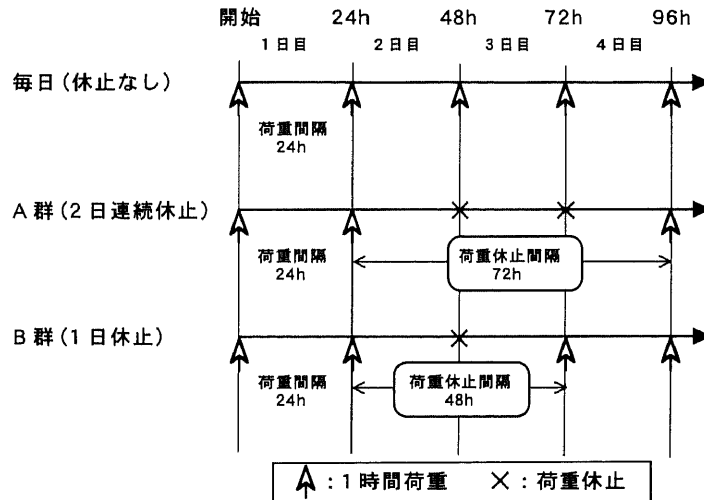 開始 24h 48h 72h 96h
1日目 2日目 3日目 4日目
毎日(休止なし)
荷重間隔
24h
A群(2日連続休止)
荷重間隔 荷重休止間隔
24h 72h
B群(1日休止)
荷重間隔 荷重休止間隔
24h 48h
:1時間荷重 ×:荷重休止